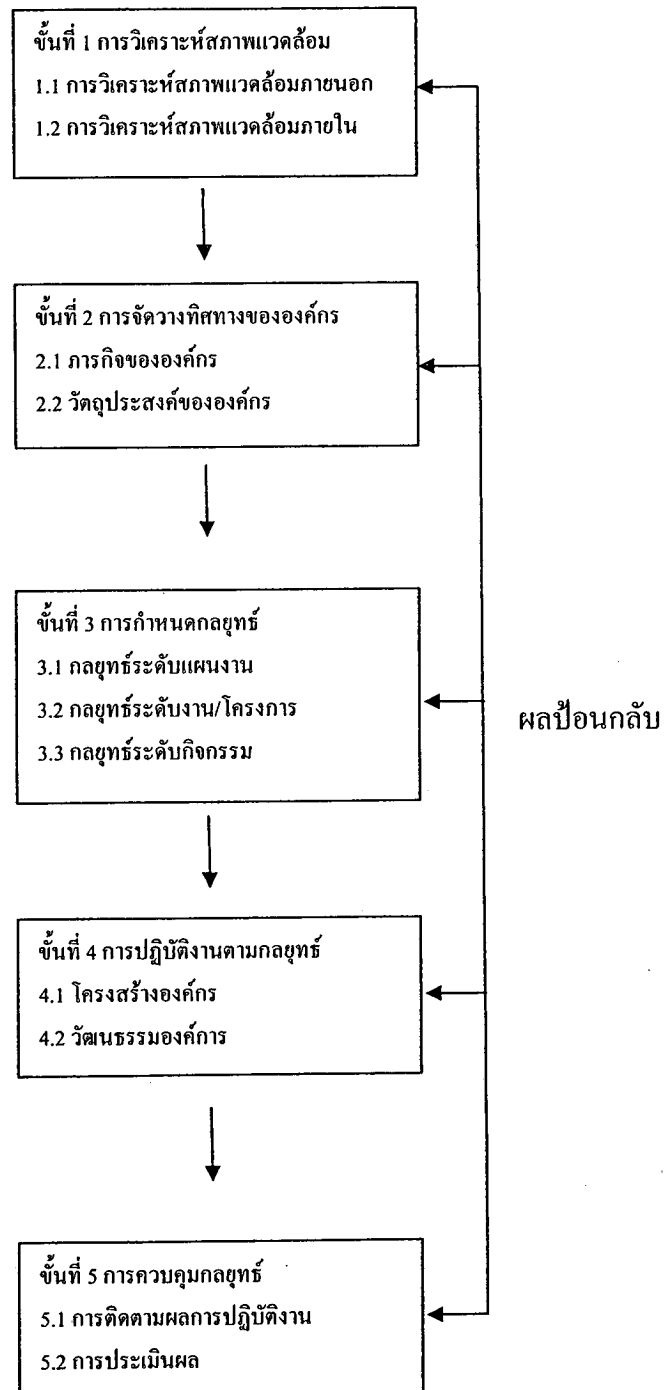 ขั้นที่ 1 การวิเคราะห์สภาพแวดล้อม
1.1 การวิเคราะห์สภาพแวดล้อมภายนอก
1.2 การวิเคราะห์สภาพแวดล้อมภายใน
ขั้นที่ 2 การจัดวางทิศทางขององค์กร
2.1 ภารกิจขององค์กร
2.2 วัตถุประสงค์ขององค์กร
ขั้นที่ 3 การกำหนดกลยุทธ์
3.1 กลยุทธ์ระดับแผนงาน
3.2 กลยุทธ์ระดับงาน/โครงการ
3.3 กลยุทธ์ระดับกิจกรรม
ผลป้อนกลับ
ขั้นที่ 4 การปฏิบัติงานตามกลยุทธ์
4.1 โครงสร้างองค์กร
4.2 วัฒนธรรมองค์การ
ขั้นที่ 5 การควบคุมกลยุทธ์
5.1 การติดตามผลการปฏิบัติงาน
5.2 การประเมินผล